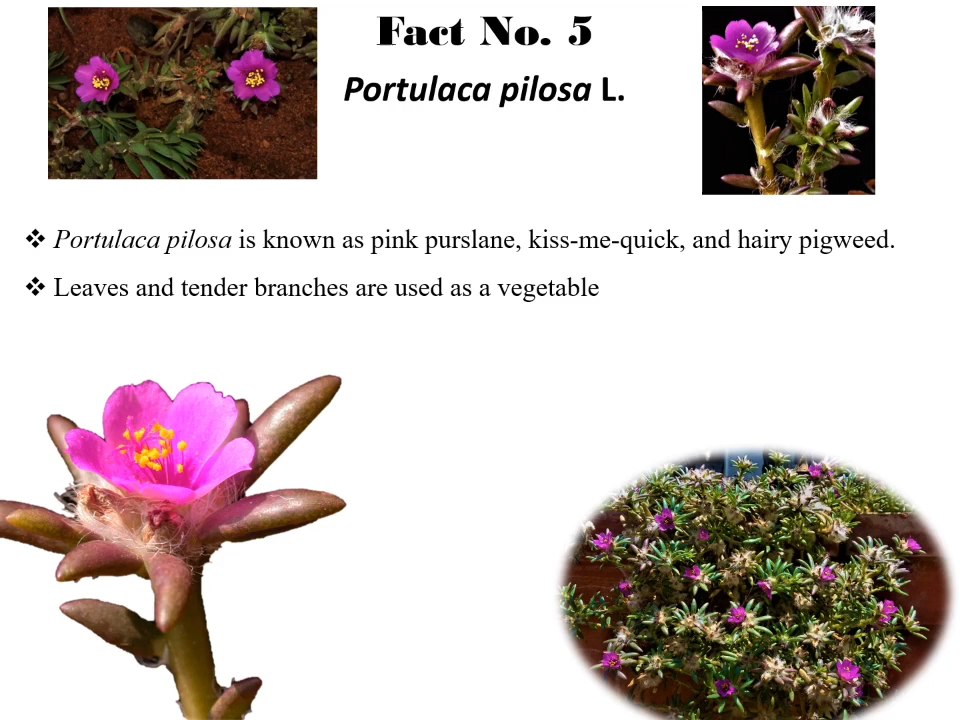 Fact No. 5
Portulaca pilosa L.
❖ Portulaca pilosa is known as pink purslane, kiss-me-quick, and hairy pigweed.
❖ Leaves and tender branches are used as a vegetable